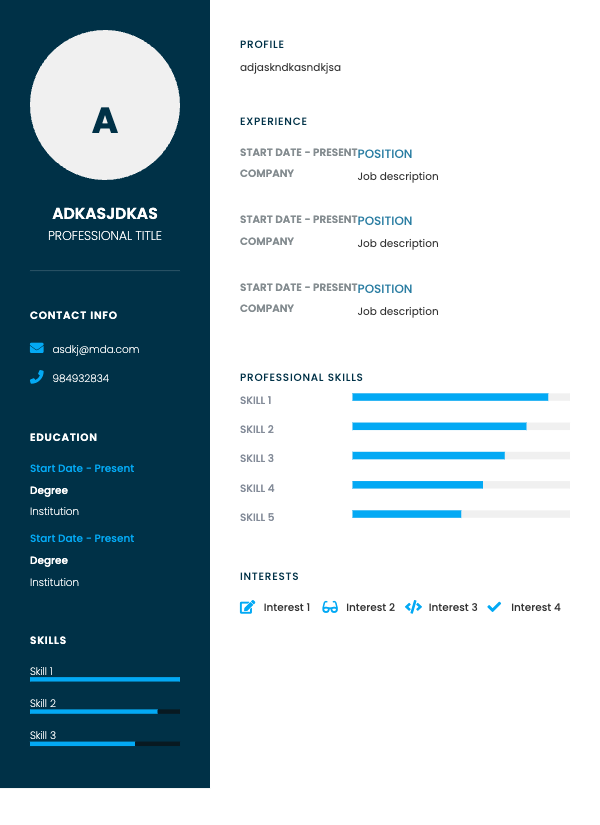 A
ADKASJDKAS
PROFESSIONAL TITLE
CONTACT INFO
asdkj@mda.com
984932834
EDUCATION
Start Date - Present
Degree
Institution
Start Date - Present
Degree
Institution
SKILLS
Skill 1
Skill 2
Skill 3
PROFILE
adjaskndkasndkjsa
EXPERIENCE
START DATE - PRESENT POSITION
COMPANY Job description
START DATE - PRESENT POSITION
COMPANY Job description
START DATE - PRESENT POSITION
COMPANY Job description
PROFESSIONAL SKILLS
SKILL 1
SKILL 2
SKILL 3
SKILL 4
SKILL 5
INTERESTS
Interest 1 Interest 2 Interest 3 Interest 4